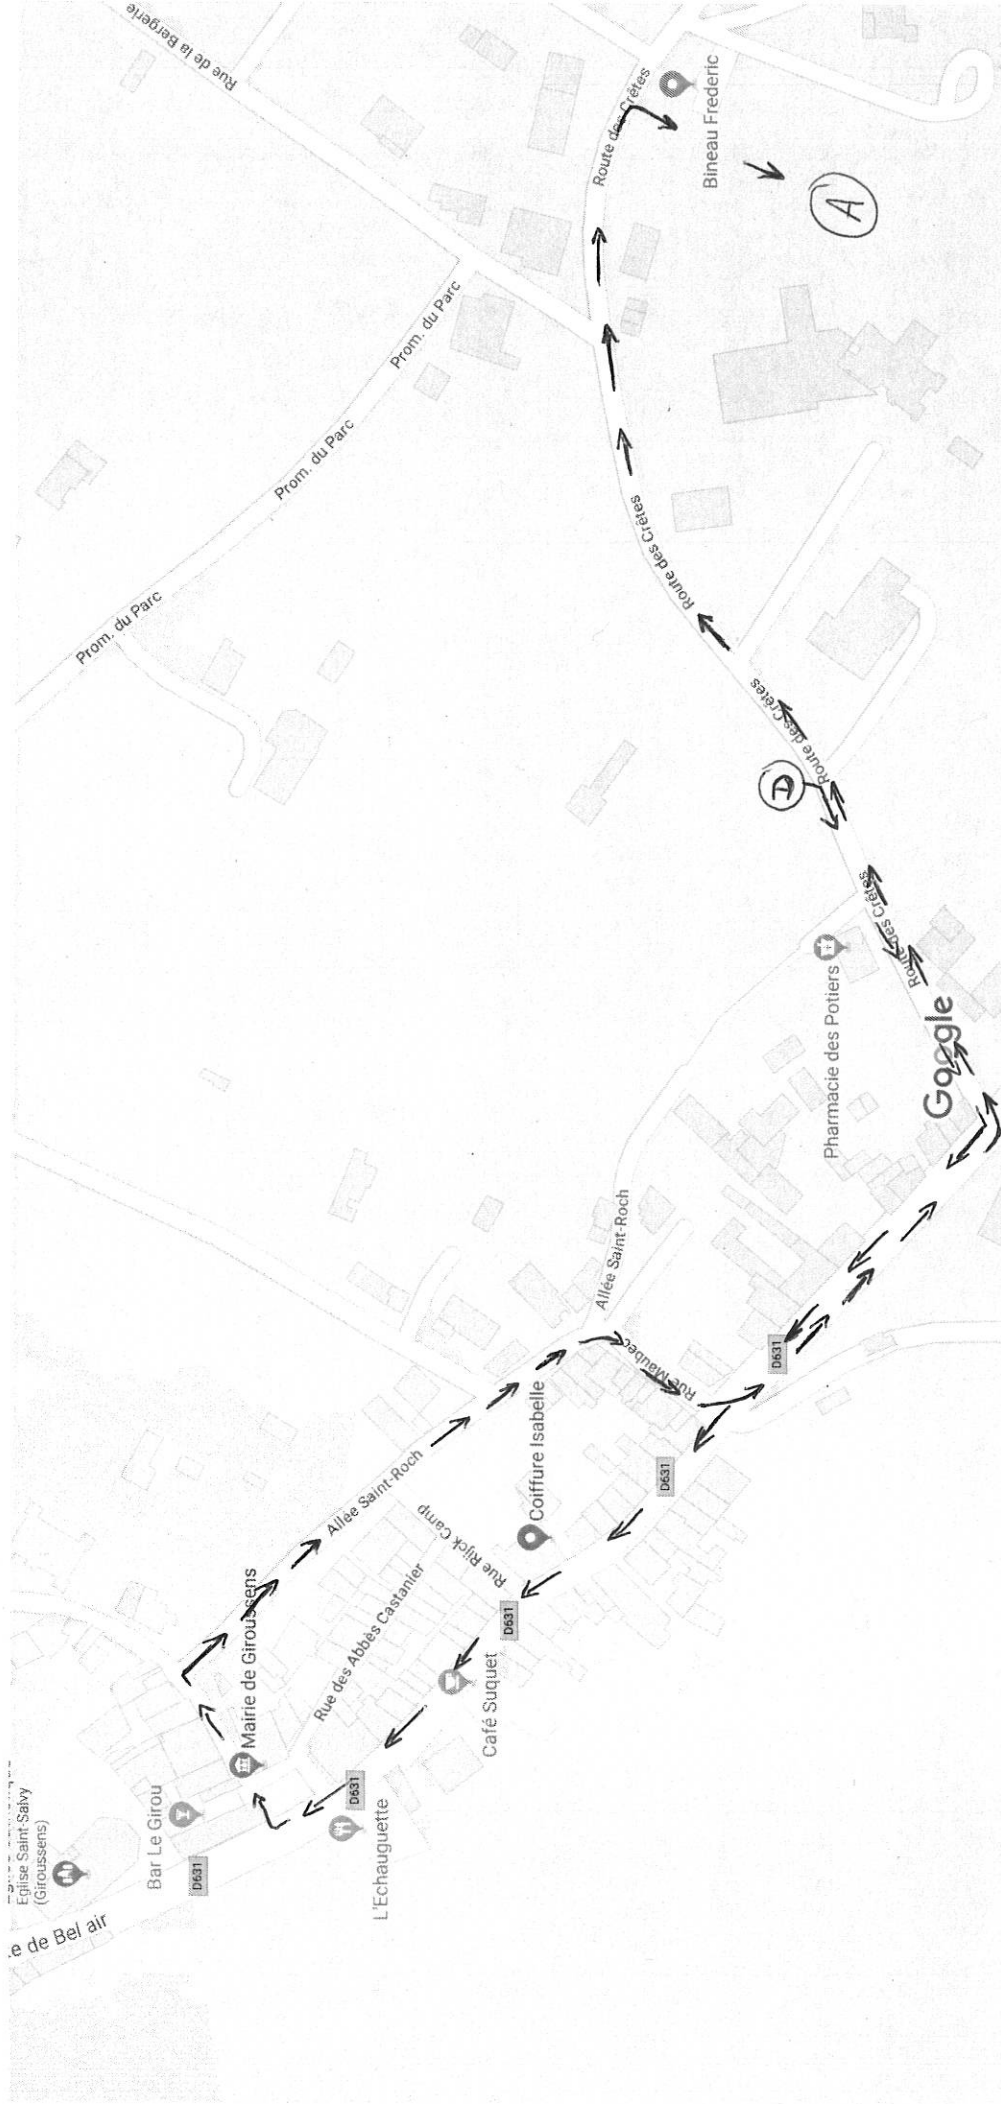 Rue de la Bergerie
Route des Crêtes
Bineau Frederic
A
Prom. du Parc
Prom. du Parc
Prom. du Parc
Route des Crêtes
Route des Crêtes
D
Route des Crêtes
Pharmacie des Potiers
Google
Allée Saint-Roch
Rue Maubec
D631
Coiffure Isabelle
D631
Allée Saint-Roch
Rue Rijck Camp
D631
Rue des Abbès Castanier
Café Suquet
Mairie de Giroussens
D631
L'Echauguette
Bar Le Girou
D631
Eglise Saint-Salvy
(Giroussens)
e de Bel air